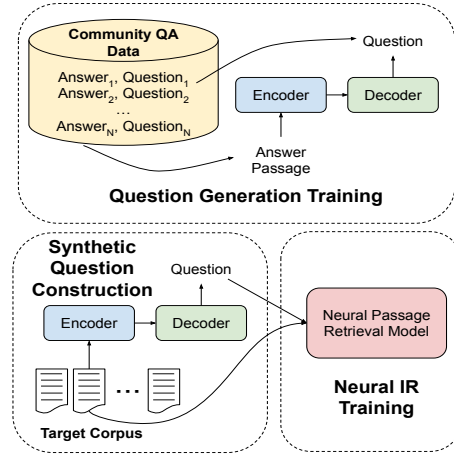 Community QA
Data
Answer1, Question1
Answer2, Question2
...
AnswerN, QuestionN
Question
Encoder
Decoder
Answer
Passage
Question Generation Training
Synthetic
Question
Construction
Question
Encoder
Decoder
...
Target Corpus
Neural Passage
Retrieval Model
Neural IR
Training